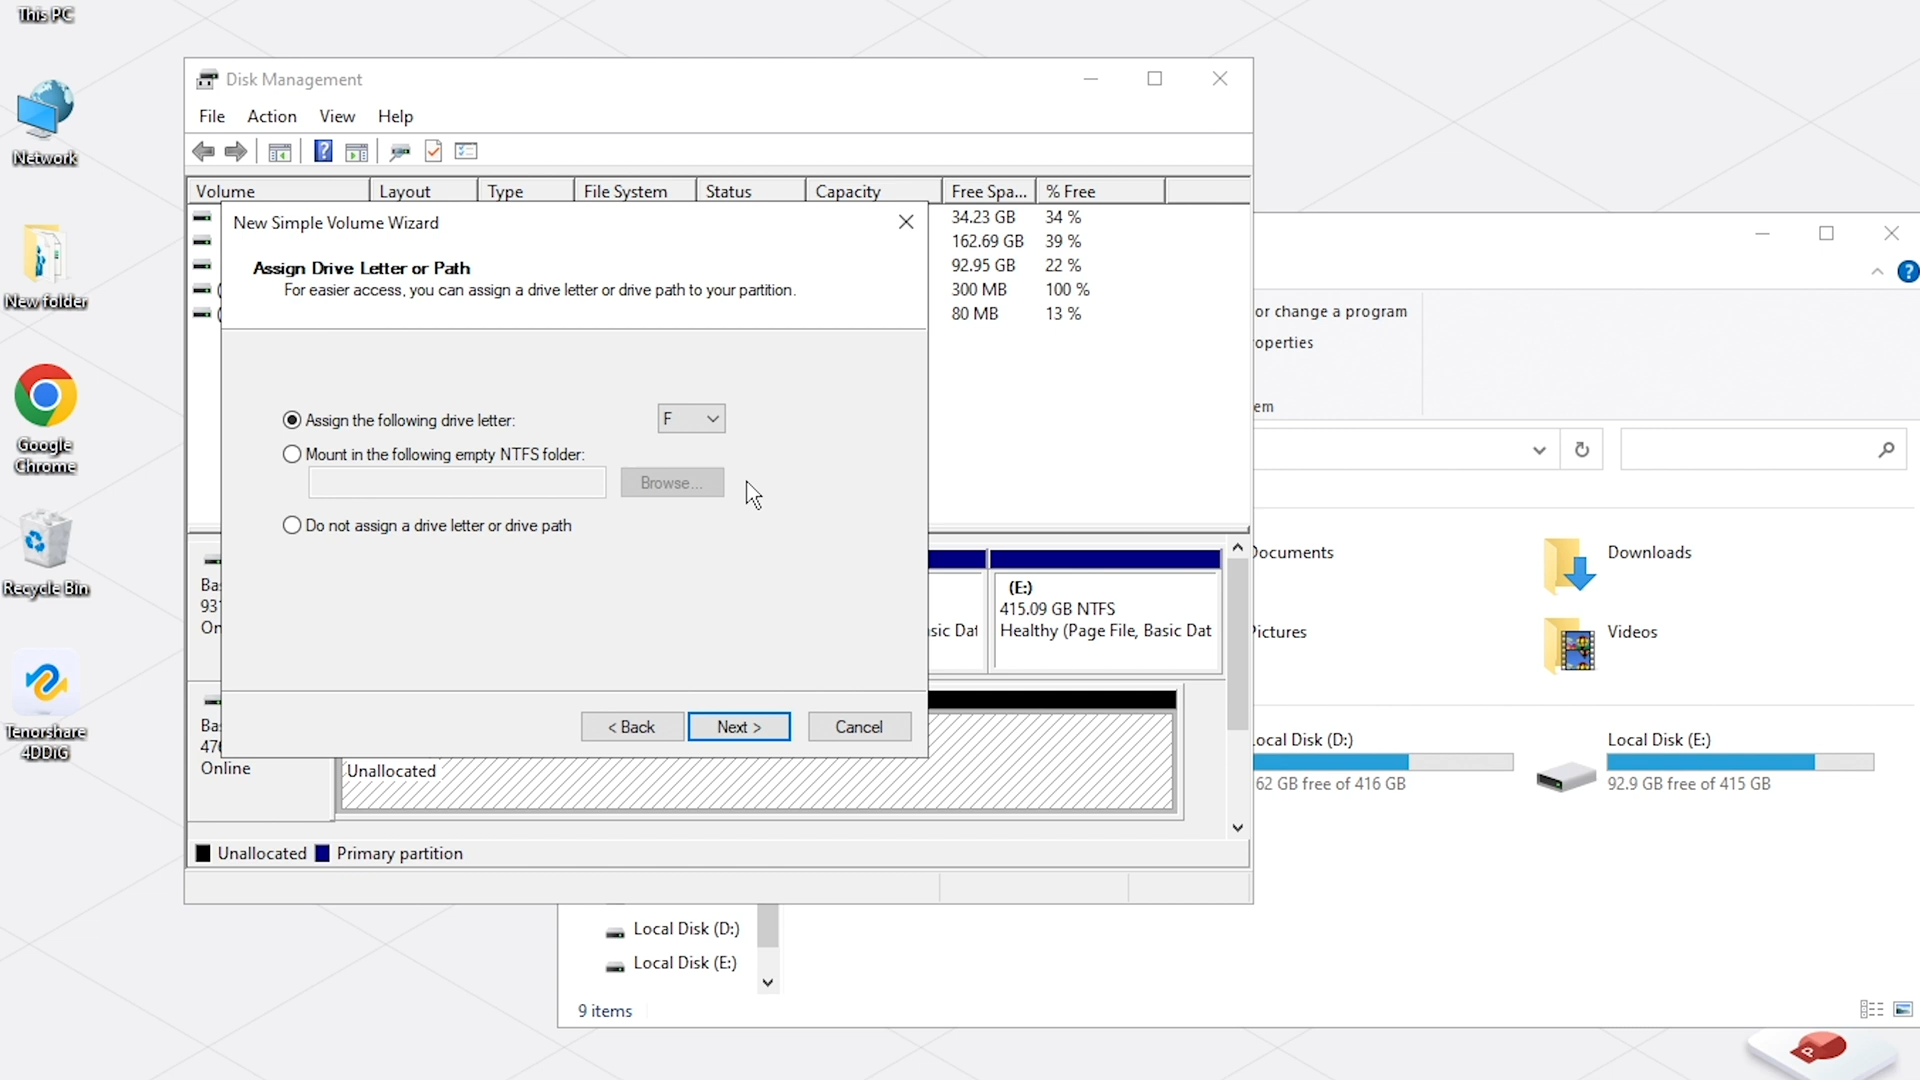 This PC
Network
New folder
Google
Chrome
Recycle Bin
Tenorshare
4DDiG
Disk Management
File Action View Help
Volume Layout Type File System Status Capacity Free Spa... % Free
34.23 GB 34 %
162.69 GB 39 %
92.95 GB 22 %
300 MB 100 %
80 MB 13 %
New Simple Volume Wizard
Assign Drive Letter or Path
For easier access, you can assign a drive letter or drive path to your partition.
Assign the following drive letter: F
Mount in the following empty NTFS folder:
Browse...
Do not assign a drive letter or drive path
< Back Next > Cancel
Bas
931
On
sic Dat
(E:)
415.09 GB NTFS
Healthy (Page File, Basic Dat
Bas
476
Online
Unallocated
Unallocated Primary partition
or change a program
operties
em
Documents
Downloads
Pictures
Videos
Local Disk (D:)
62 GB free of 416 GB
Local Disk (E:)
92.9 GB free of 415 GB
Local Disk (D:)
Local Disk (E:)
9 items
P